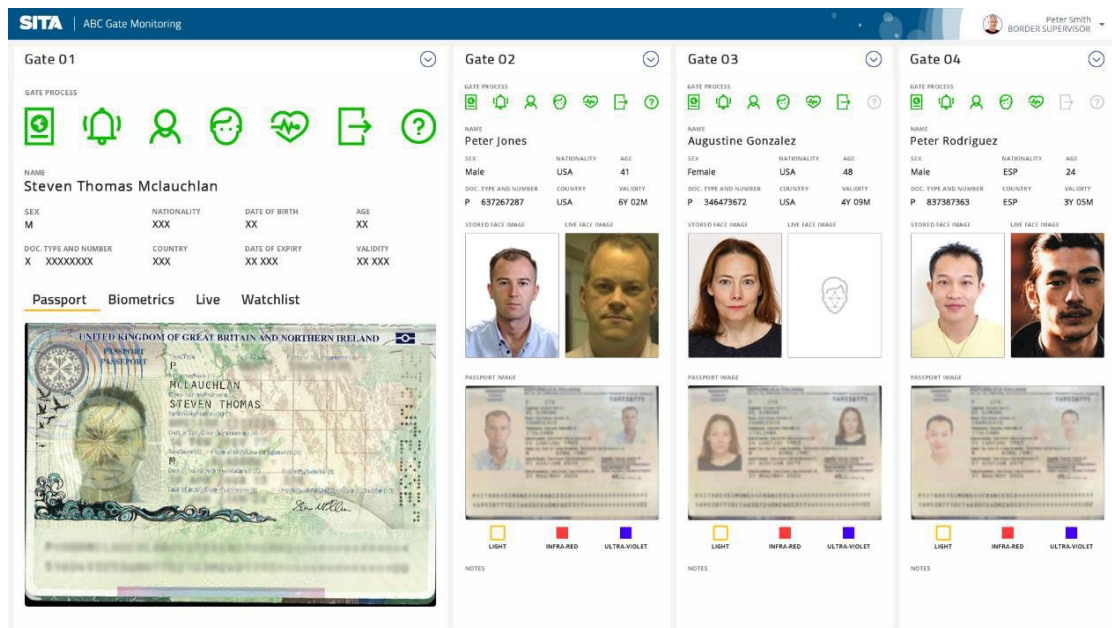 SITA | ABC Gate Monitoring
Peter Smith
BORDER SUPERVISOR
Gate 01
GATE PROCESS
NAME
Steven Thomas Mclauchlan
SEX NATIONALITY DATE OF BIRTH AGE
M XXX XX XX
DOC. TYPE AND NUMBER COUNTRY DATE OF EXPIRY VALIDITY
X XXXXXXXX XXX XX XXX XX XXX
Passport Biometrics Live Watchlist
UNITED KINGDOM OF GREAT BRITAIN AND NORTHERN IRELAND
PASSPORT
PASSEPORT
P
MCLAUCHLAN
STEVEN THOMAS
M
Gate 02
GATE PROCESS
NAME
Peter Jones
SEX NATIONALITY AGE
Male USA 41
DOC. TYPE AND NUMBER COUNTRY VALIDITY
P 637267287 USA 6Y 02M
STORED FACE IMAGE LIVE FACE IMAGE
PASSPORT IMAGE
LIGHT INFRA-RED ULTRA-VIOLET
NOTES
Gate 03
GATE PROCESS
NAME
Augustine Gonzalez
SEX NATIONALITY AGE
Female USA 48
DOC. TYPE AND NUMBER COUNTRY VALIDITY
P 346473672 USA 4Y 09M
STORED FACE IMAGE LIVE FACE IMAGE
PASSPORT IMAGE
LIGHT INFRA-RED ULTRA-VIOLET
NOTES
Gate 04
GATE PROCESS
NAME
Peter Rodriguez
SEX NATIONALITY AGE
Male ESP 24
DOC. TYPE AND NUMBER COUNTRY VALIDITY
P 837387363 ESP 3Y 05M
STORED FACE IMAGE LIVE FACE IMAGE
PASSPORT IMAGE
LIGHT INFRA-RED ULTRA-VIOLET
NOTES